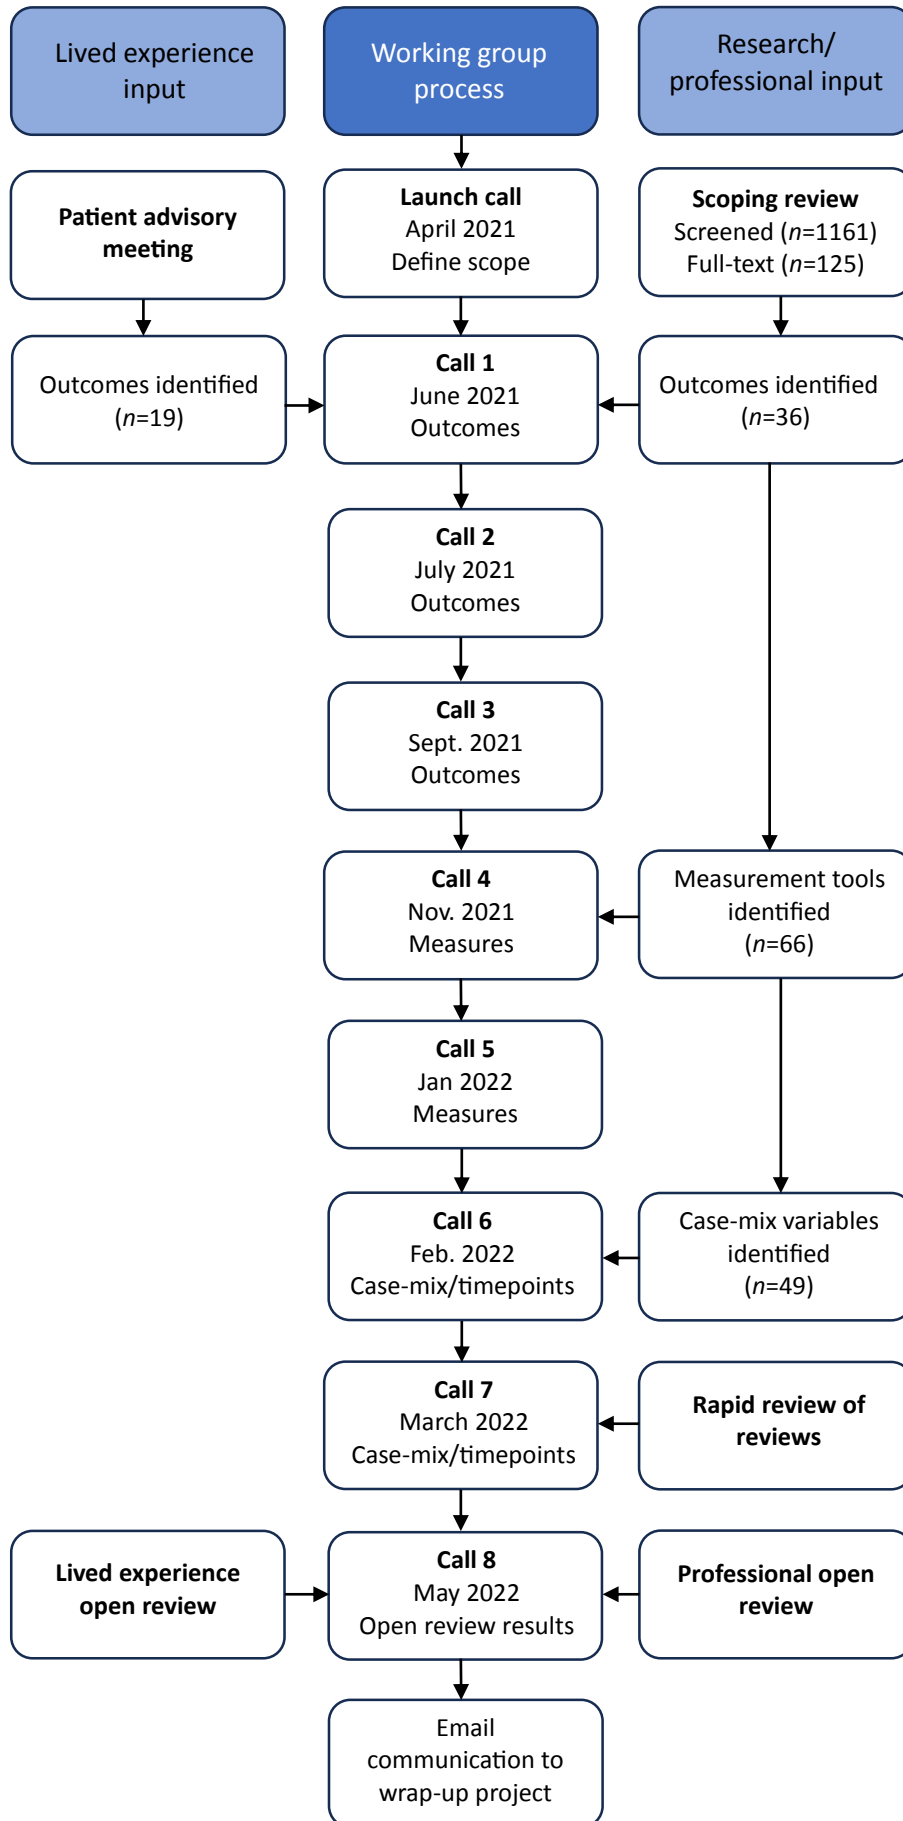 Lived experience
input
Working group
process
Research/
professional input
Patient advisory
meeting
Launch call
April 2021
Define scope
Scoping review
Screened (n=1161)
Full-text (n=125)
Outcomes identified
(n=19)
Call 1
June 2021
Outcomes
Outcomes identified
(n=36)
Call 2
July 2021
Outcomes
Call 3
Sept. 2021
Outcomes
Call 4
Nov. 2021
Measures
Measurement tools
identified
(n=66)
Call 5
Jan 2022
Measures
Call 6
Feb. 2022
Case-mix/timepoints
Case-mix variables
identified
(n=49)
Call 7
March 2022
Case-mix/timepoints
Rapid review of
reviews
Lived experience
open review
Call 8
May 2022
Open review results
Professional open
review
Email
communication to
wrap-up project